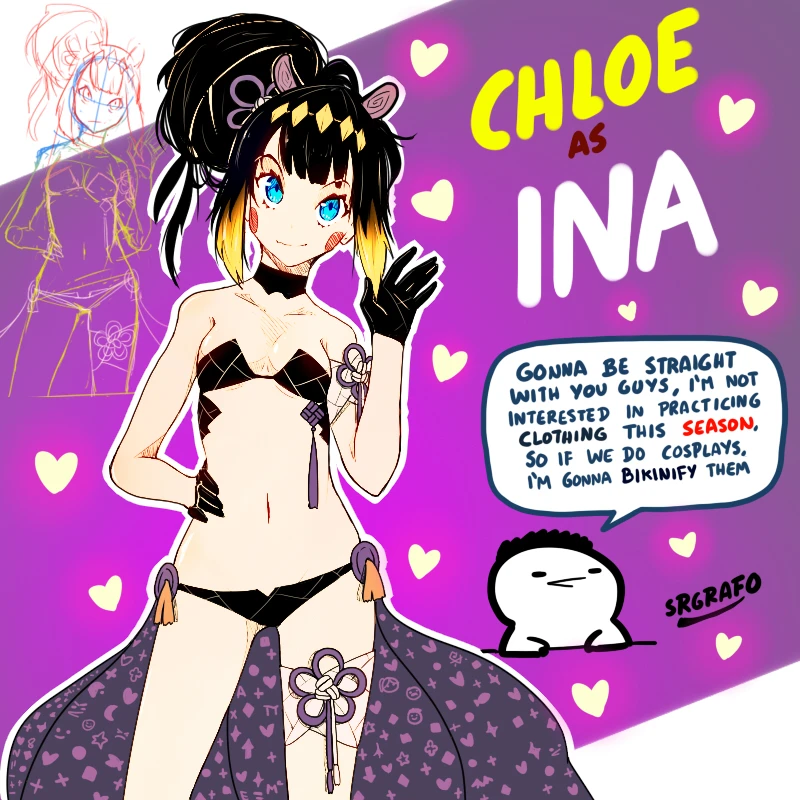 CHLOE
AS
INA
GONNA BE STRAIGHT
WITH YOU GUYS, I'M NOT
INTERESTED IN PRACTICING
CLOTHING THIS SEASON,
SO IF WE DO COSPLAYS,
I'M GONNA BIKINIFY THEM
SRGRAFO